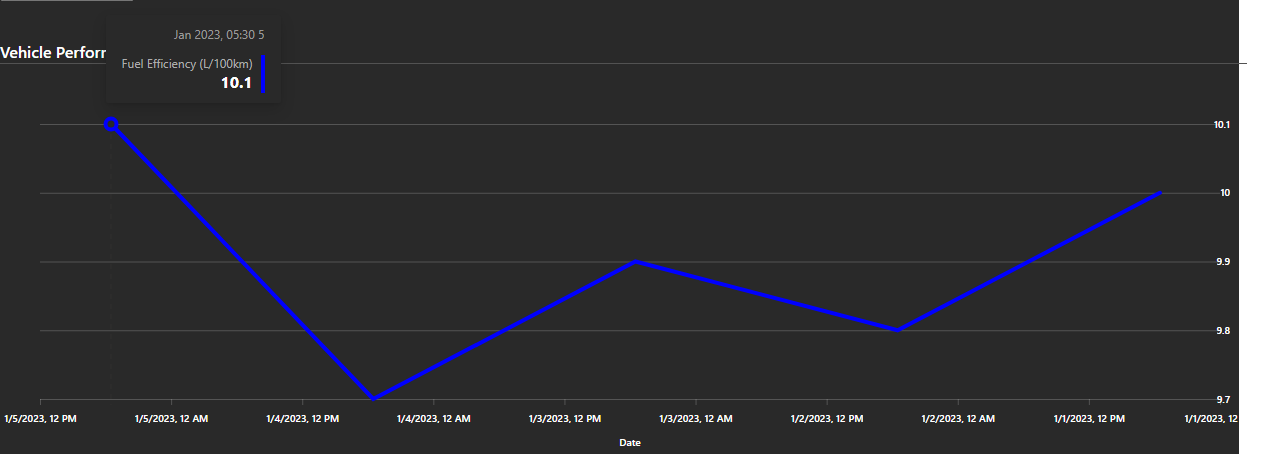 Jan 2023, 05:30 5
Vehicle Perform
Fuel Efficiency (L/100km)
10.1
10.1
10
9.9
9.8
9.7
1/5/2023, 12 PM
1/5/2023, 12 AM
1/4/2023, 12 PM
1/4/2023, 12 AM
1/3/2023, 12 PM
1/3/2023, 12 AM
1/2/2023, 12 PM
1/2/2023, 12 AM
1/1/2023, 12 PM
1/1/2023, 12
Date